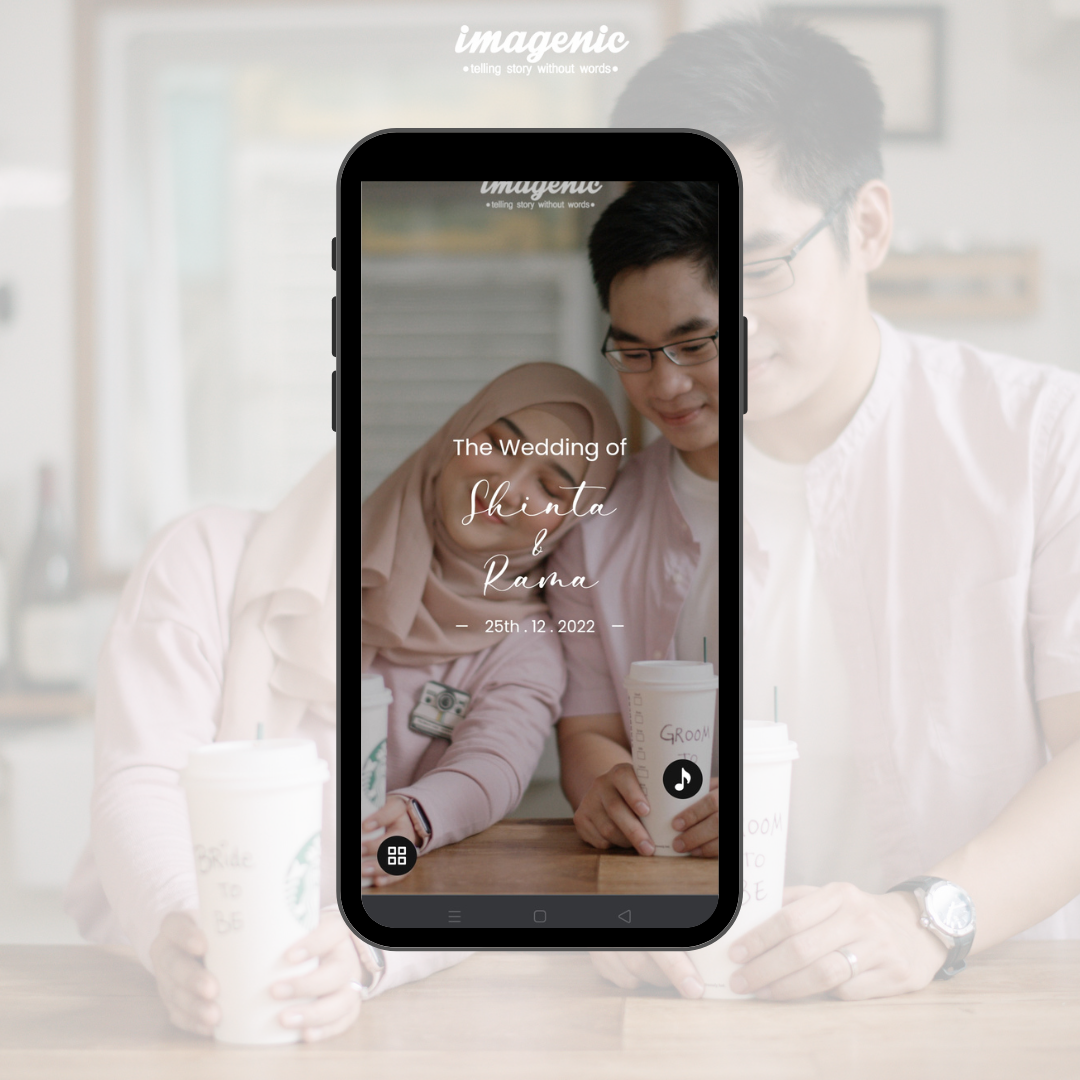 imagenic
•telling story without words•
imagenic
•telling story without words•
The Wedding of
Shinta
&
Rama
25th . 12 . 2022
GROOM
TO
BRIDE
TO
BE
OOM
TO
BE